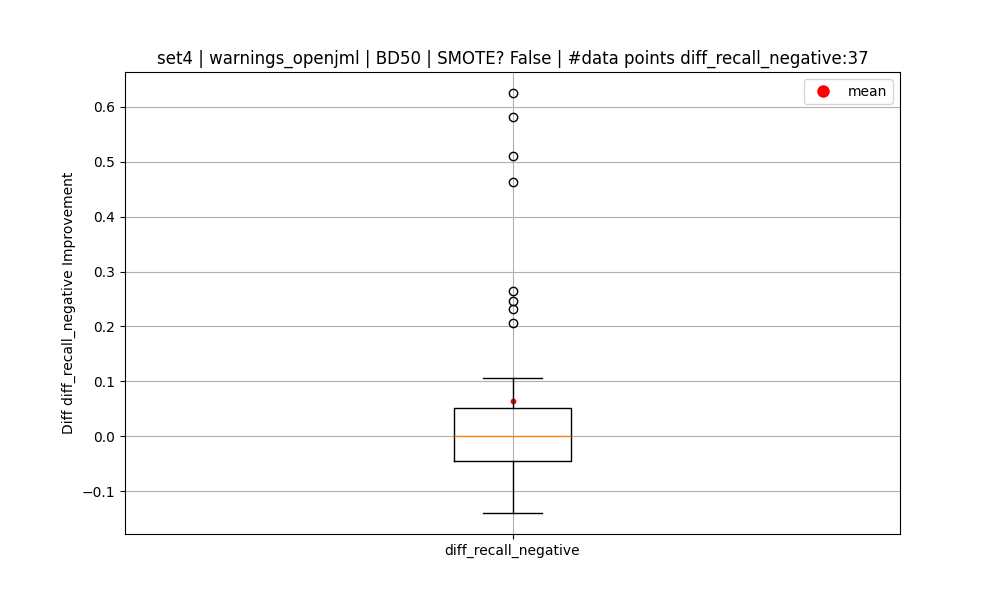 set4 | warnings_openjml | BD50 | SMOTE? False | #data points diff_recall_negative:37
mean
Diff diff_recall_negative Improvement
0.6
0.5
0.4
0.3
0.2
0.1
0.0
−0.1
diff_recall_negative